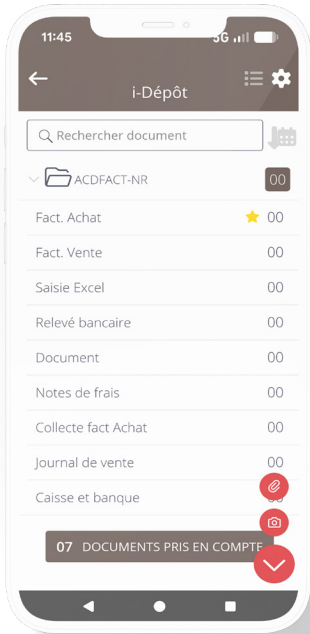 11:45 5G
i-Dépôt
Rechercher document
ACDFACT-NR 00
Fact. Achat 00
Fact. Vente 00
Saisie Excel 00
Relevé bancaire 00
Document 00
Notes de frais 00
Collecte fact Achat 00
Journal de vente 00
Caisse et banque 00
07 DOCUMENTS PRIS EN COMPTE